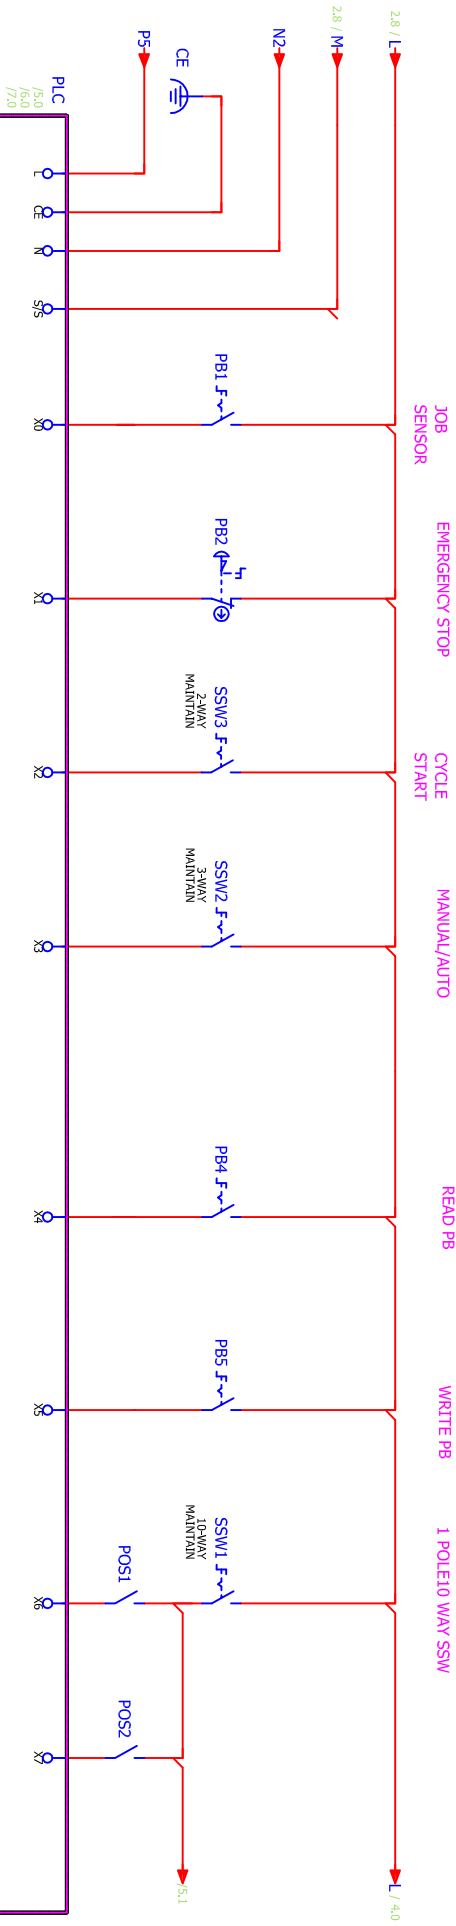 2.8 / L
2.8 / M
N2
CE
P5
PLC
/5.0
/6.0
/7.0
L
CE
N
S/S
X0
X1
X2
X3
X4
X5
X6
X7
JOB
SENSOR
PB1
EMERGENCY STOP
PB2
CYCLE
START
SSW3
2-WAY
MAINTAIN
MANUAL/AUTO
SSW2
3-WAY
MAINTAIN
READ PB
PB4
WRITE PB
PB5
1 POLE10 WAY SSW
SSW1
10-WAY
MAINTAIN
POS1
POS2
/5.1
L / 4.0